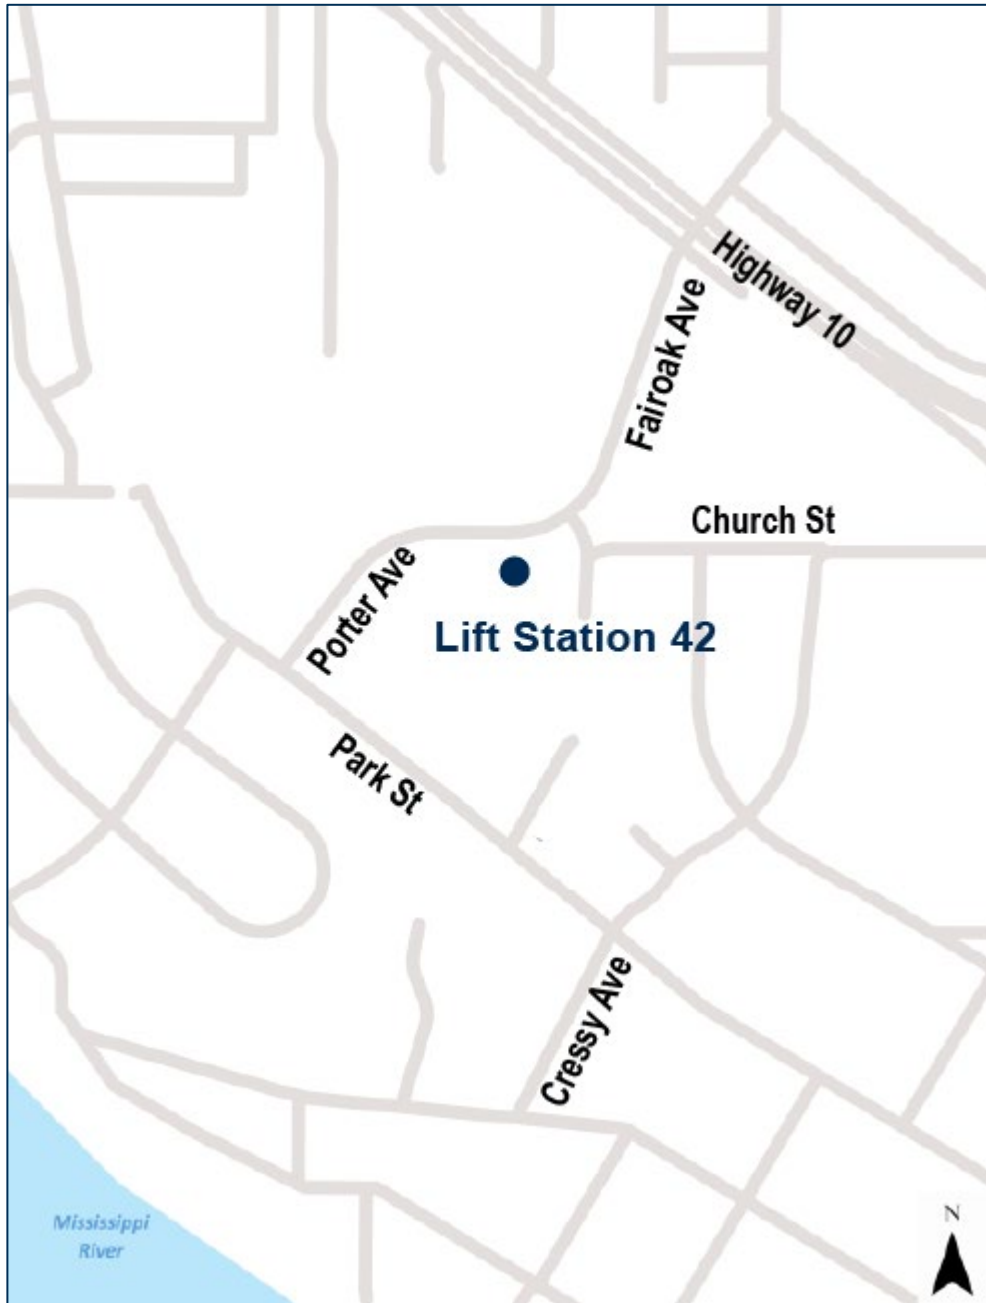 Highway 10
Fairoak Ave
Church St
Porter Ave
Lift Station 42
Park St
Cressy Ave
Mississippi
River
N